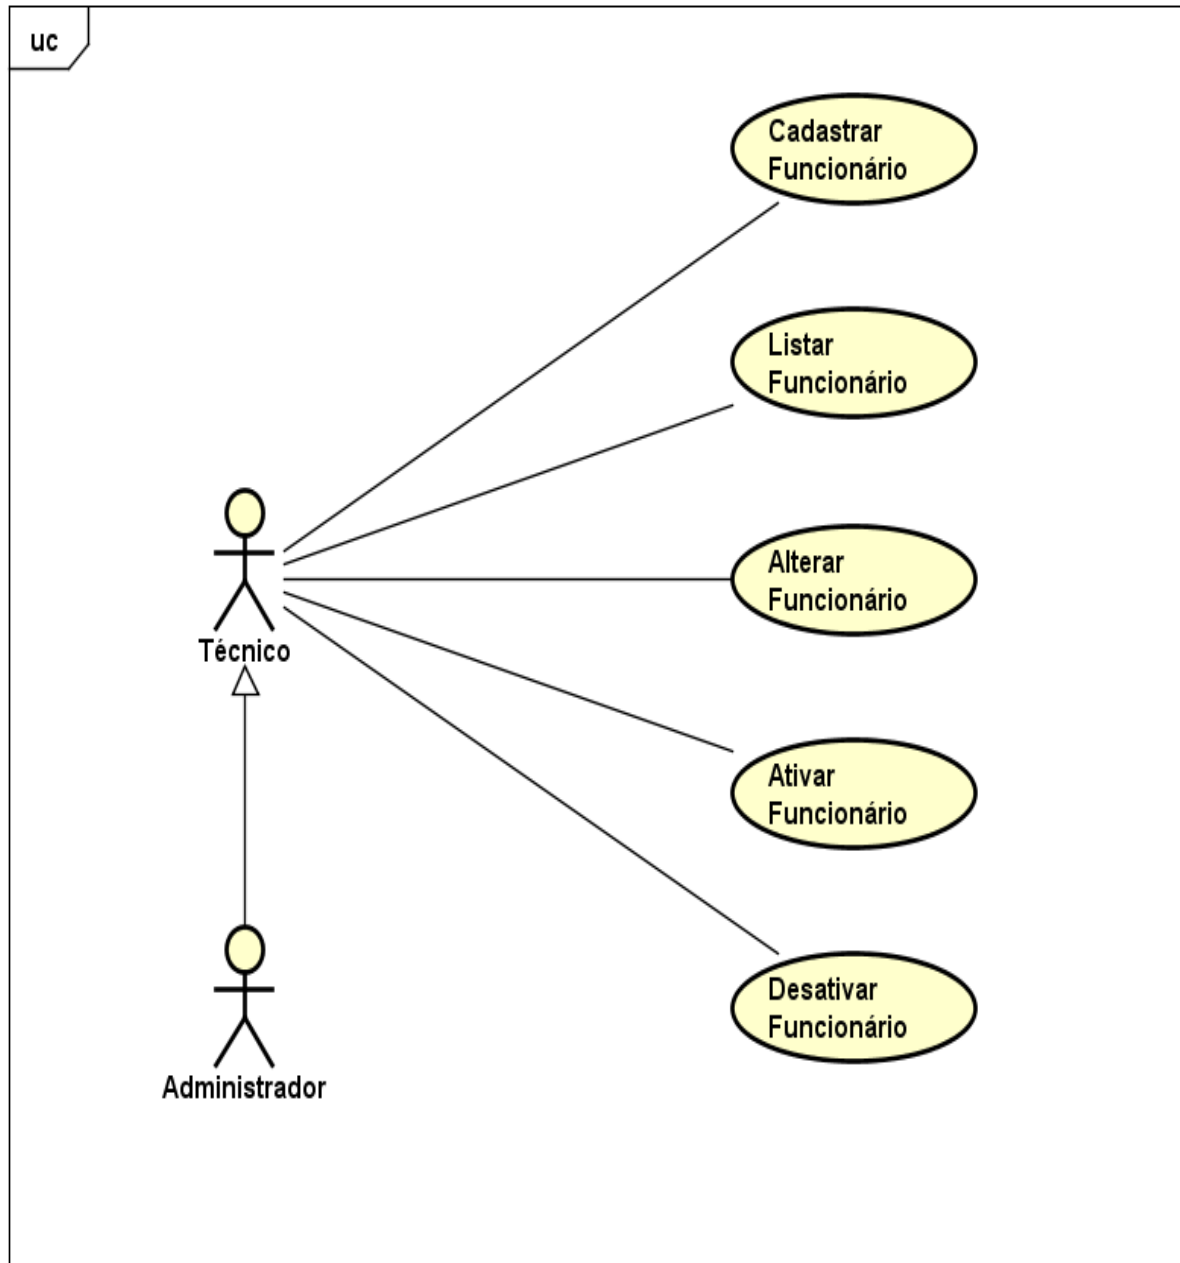 uc
Cadastrar
Funcionário
Listar
Funcionário
Alterar
Funcionário
Técnico
Ativar
Funcionário
Desativar
Funcionário
Administrador